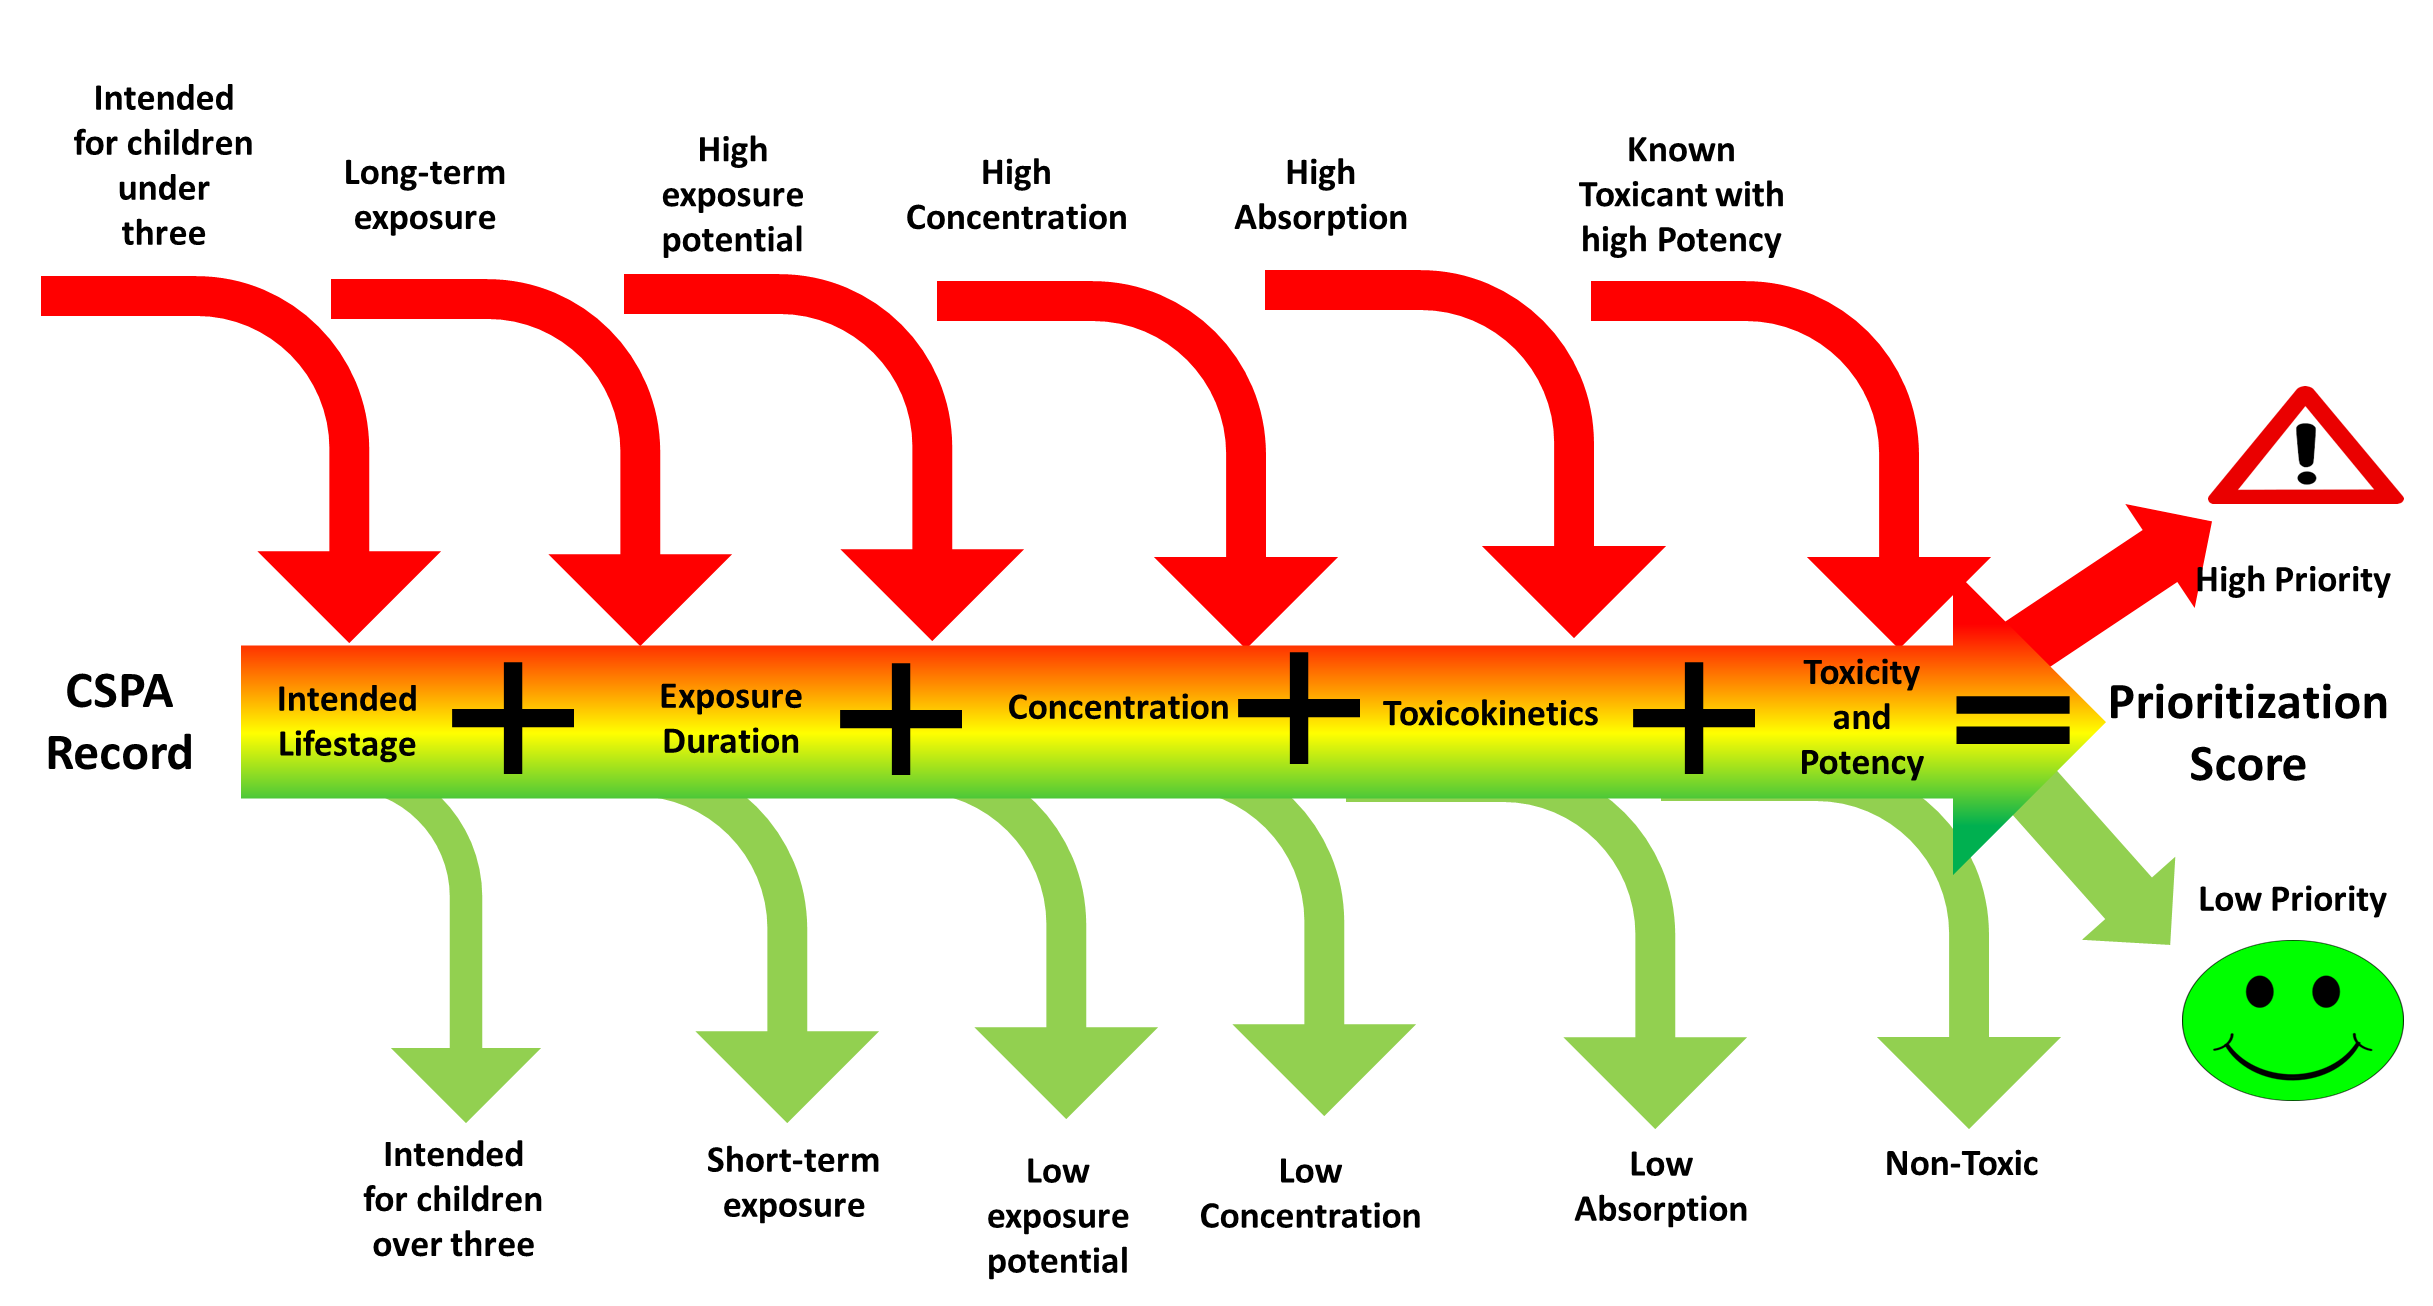 Intended
for children
under
three
Long-term
exposure
High
exposure
potential
High
Concentration
High
Absorption
Known
Toxicant with
high Potency
!
High Priority
CSPA
Record
Intended
Lifestage
+
Exposure
Duration
+
Concentration
+
Toxicokinetics
+
Toxicity
and
Potency
=
Prioritization
Score
Low Priority
Intended
for children
over three
Short-term
exposure
Low
exposure
potential
Low
Concentration
Low
Absorption
Non-Toxic